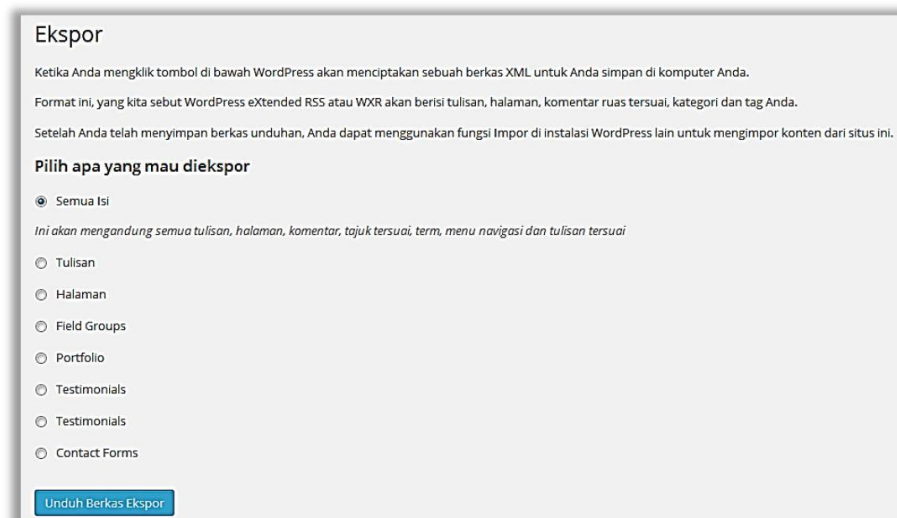 Ekspor
Ketika Anda mengklik tombol di bawah WordPress akan menciptakan sebuah berkas XML untuk Anda simpan di komputer Anda.
Format ini, yang kita sebut WordPress eXtended RSS atau WXR akan berisi tulisan, halaman, komentar ruas tersuai, kategori dan tag Anda.
Setelah Anda telah menyimpan berkas unduhan, Anda dapat menggunakan fungsi Impor di instalasi WordPress lain untuk mengimpor konten dari situs ini.
Pilih apa yang mau diekspor
Semua Isi
Ini akan mengandung semua tulisan, halaman, komentar, tajuk tersuai, term, menu navigasi dan tulisan tersuai
Tulisan
Halaman
Field Groups
Portfolio
Testimonials
Testimonials
Contact Forms
Unduh Berkas Ekspor